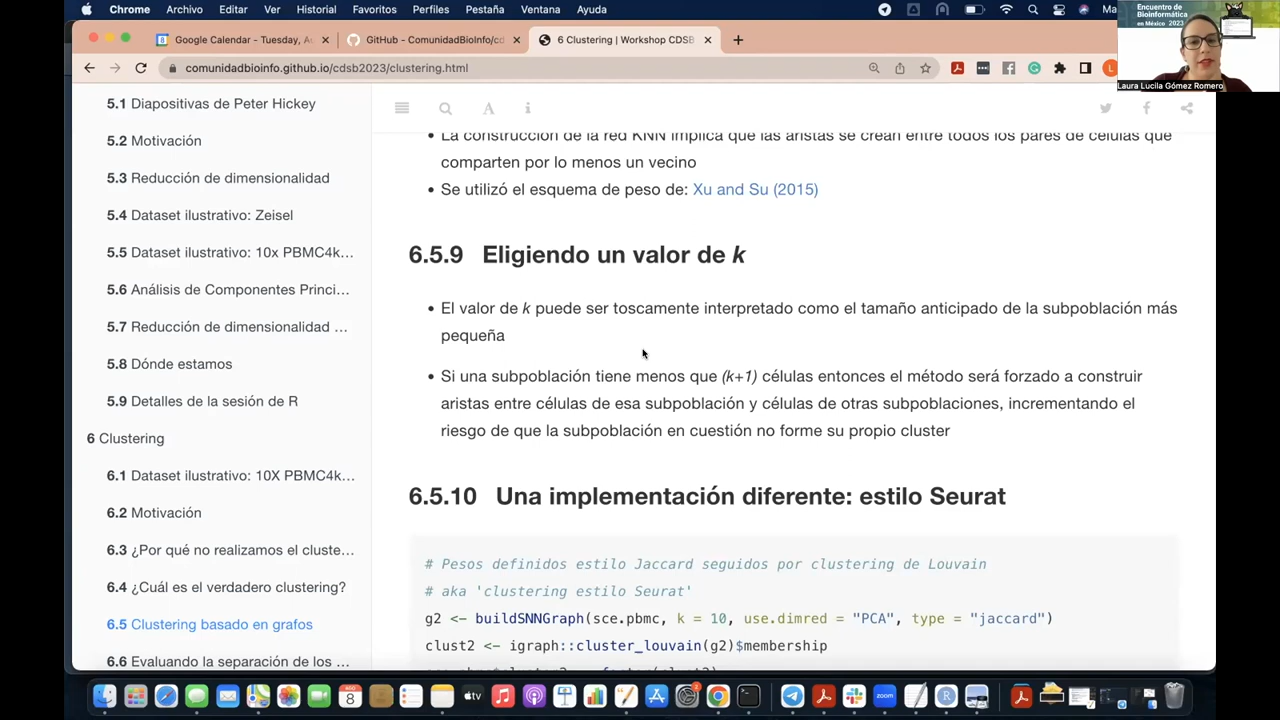 Chrome Archivo Editar Ver Historial Favoritos Perfiles Pestaña Ventana Ayuda
Encuentro de
Bioinformática
en México 2023
Laura Lucila Gómez Romero
Google Calendar - Tuesday, A
GitHub - ComunidadBioInfo/cd
6 Clustering | Workshop CDSB
comunidadbioinfo.github.io/cdsb2023/clustering.html
5.1 Diapositivas de Peter Hickey
5.2 Motivación
5.3 Reducción de dimensionalidad
5.4 Dataset ilustrativo: Zeisel
5.5 Dataset ilustrativo: 10x PBMC4k...
5.6 Análisis de Componentes Princi...
5.7 Reducción de dimensionalidad ...
5.8 Dónde estamos
5.9 Detalles de la sesión de R
6 Clustering
6.1 Dataset ilustrativo: 10X PBMC4k...
6.2 Motivación
6.3 ¿Por qué no realizamos el cluste...
6.4 ¿Cuál es el verdadero clustering?
6.5 Clustering basado en grafos
6.6 Evaluando la separación de los ...
La construcción de la red KNN implica que las aristas se crean entre todos los pares de células que
comparten por lo menos un vecino
Se utilizó el esquema de peso de: Xu and Su (2015)
6.5.9 Eligiendo un valor de k
El valor de k puede ser toscamente interpretado como el tamaño anticipado de la subpoblación más
pequeña
Si una subpoblación tiene menos que (k+1) células entonces el método será forzado a construir
aristas entre células de esa subpoblación y células de otras subpoblaciones, incrementando el
riesgo de que la subpoblación en cuestión no forme su propio cluster
6.5.10 Una implementación diferente: estilo Seurat
# Pesos definidos estilo Jaccard seguidos por clustering de Louvain
# aka 'clustering estilo Seurat'
g2 <- buildSNNGraph(sce.pbmc, k = 10, use.dimred = "PCA", type = "jaccard")
clust2 <- igraph::cluster_louvain(g2)$membership